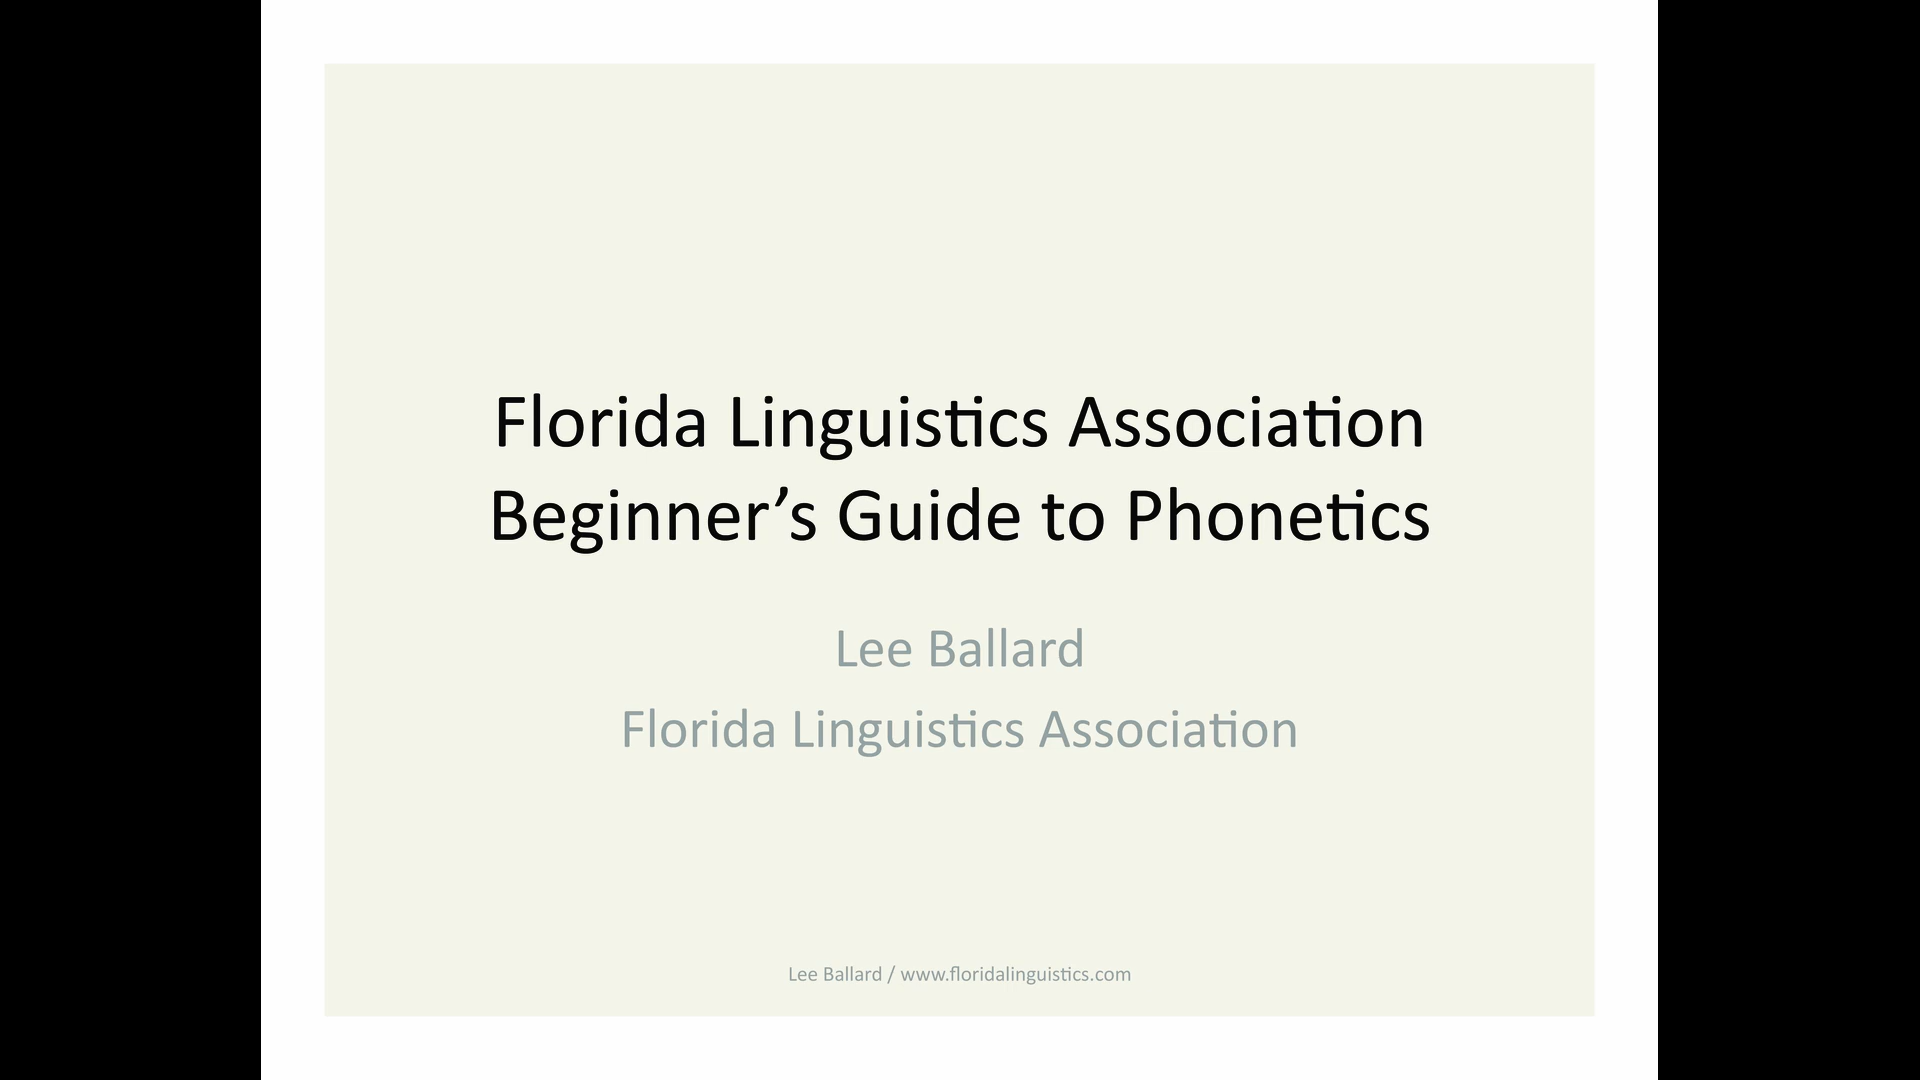 Florida Linguistics Association
Beginner’s Guide to Phonetics
Lee Ballard
Florida Linguistics Association
Lee Ballard / www.floridalinguistics.com